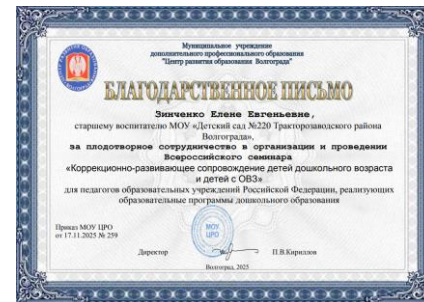 Муниципальное учреждение
дополнительного профессионального образования
"Центр развития образования Волгограда"
БЛАГОДАРСТВЕННОЕ ПИСЬМО
Зинченко Елене Евгеньевне,
старшему воспитателю МОУ «Детский сад №220 Тракторозаводского района
Волгограда»,
за плодотворное сотрудничество в организации и проведении
Всероссийского семинара
«Коррекционно-развивающее сопровождение детей дошкольного возраста
и детей с ОВЗ»
для педагогов образовательных учреждений Российской Федерации, реализующих
образовательные программы дошкольного образования
Приказ МОУ ЦРО
от 17.11.2025 № 259
МОУ
ЦРО
Директор П.В.Кириллов
Волгоград, 2025